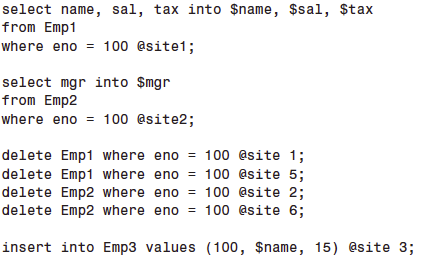 select name, sal, tax into $name, $sal, $tax
from Emp1
where eno = 100 @site1;
select mgr into $mgr
from Emp2
where eno = 100 @site2;
delete Emp1 where eno = 100 @site 1;
delete Emp1 where eno = 100 @site 5;
delete Emp2 where eno = 100 @site 2;
delete Emp2 where eno = 100 @site 6;
insert into Emp3 values (100, $name, 15) @site 3;